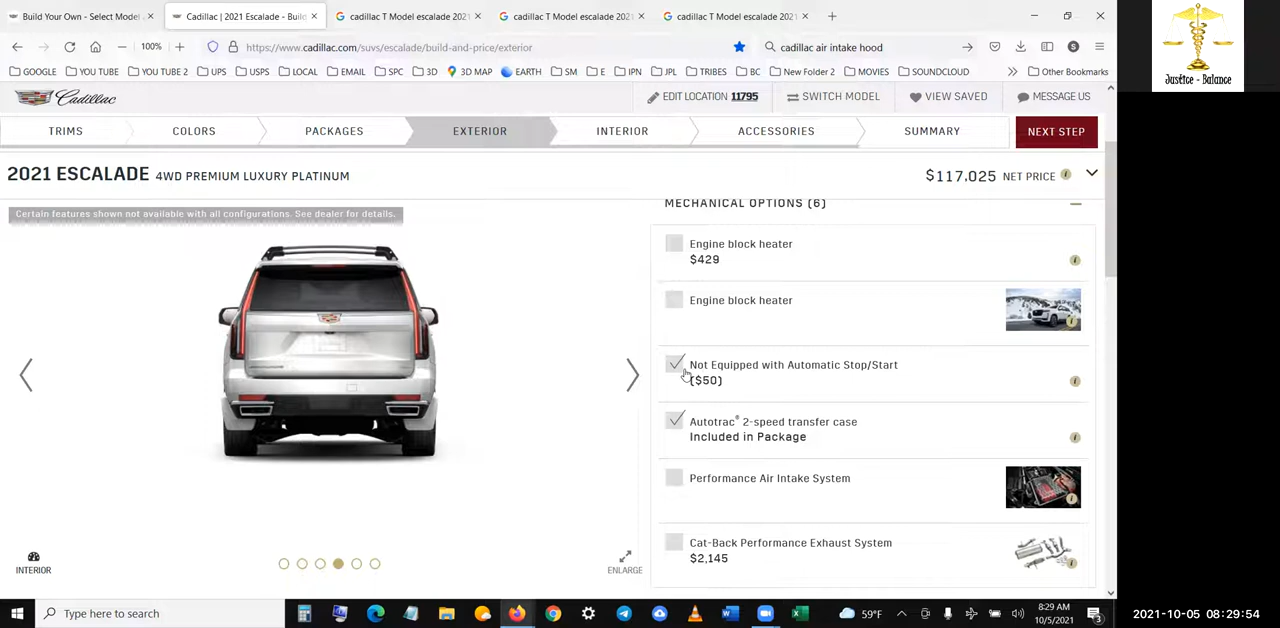 Build Your Own - Select Model
Cadillac | 2021 Escalade - Build
cadillac T Model escalade 2021
cadillac T Model escalade 2021
cadillac T Model escalade 2021
100%
https://www.cadillac.com/suvs/escalade/build-and-price/exterior
cadillac air intake hood
GOOGLE YOU TUBE YOU TUBE 2 UPS USPS LOCAL EMAIL SPC 3D 3D MAP EARTH SM E IPN JPL TRIBES BC New Folder 2 MOVIES SOUNDCLOUD Other Bookmarks
Cadillac
EDIT LOCATION 11795
SWITCH MODEL
VIEW SAVED
MESSAGE US
TRIMS COLORS PACKAGES EXTERIOR INTERIOR ACCESSORIES SUMMARY NEXT STEP
2021 ESCALADE 4WD PREMIUM LUXURY PLATINUM
$117,025 NET PRICE
Certain features shown not available with all configurations. See dealer for details.
MECHANICAL OPTIONS (6)
Engine block heater
$429
Engine block heater
Not Equipped with Automatic Stop/Start
($50)
Autotrac® 2-speed transfer case
Included in Package
Performance Air Intake System
Cat-Back Performance Exhaust System
$2,145
INTERIOR
ENLARGE
Type here to search
59°F
8:29 AM
10/5/2021
3
Justice - Balance
2021-10-05 08:29:54